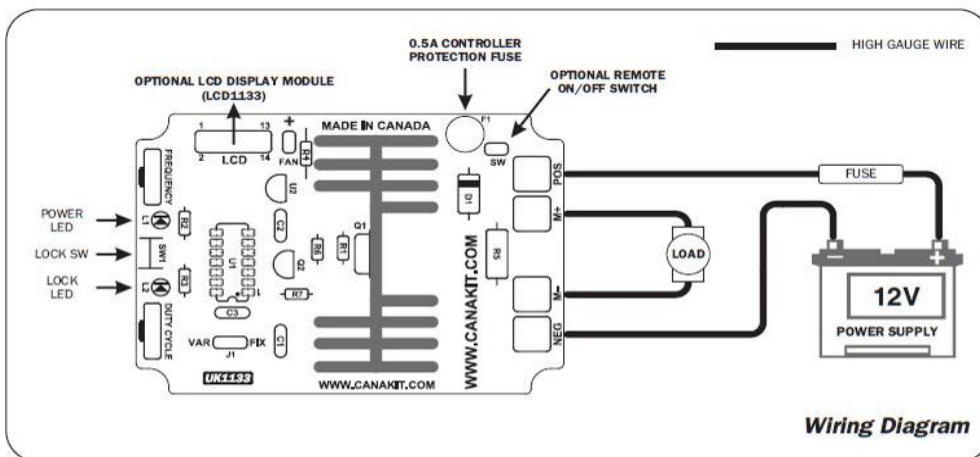 0.5A CONTROLLER
PROTECTION FUSE
HIGH GAUGE WIRE
OPTIONAL LCD DISPLAY MODULE
(LCD1133)
OPTIONAL REMOTE
ON/OFF SWITCH
1
13
2
14
LCD
+
FAN
R4
MADE IN CANADA
F1
SW
FREQUENCY
U2
D1
POS
FUSE
POWER
LED
L1
R2
C2
M+
LOCK SW
SW1
U1
R6
R1
Q1
R5
LOAD
Q2
LOCK
LED
L2
R3
1
R7
M-
WWW.CANAKIT.COM
- +
12V
POWER SUPPLY
DUTY CYCLE
C3
VAR
FIX
J1
C1
NEG
UK1133
WWW.CANAKIT.COM
Wiring Diagram